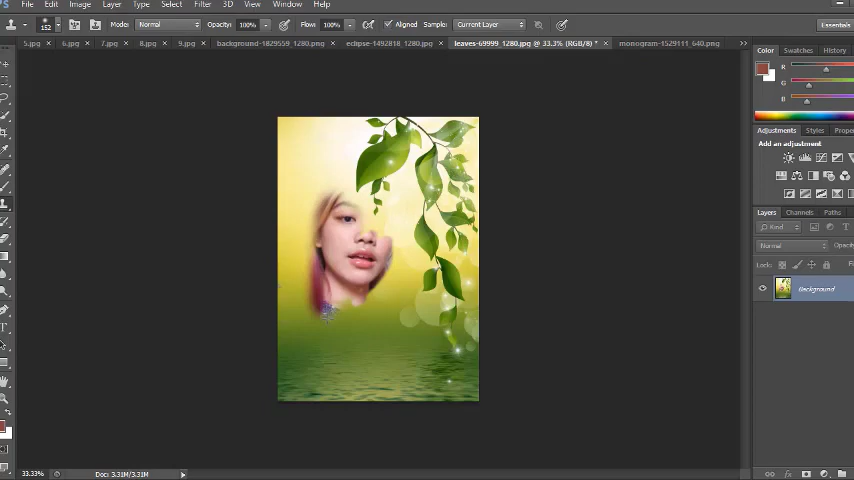 File Edit Image Layer Type Select Filter 3D View Window Help
152 Mode: Normal Opacity: 100% Flow: 100% Aligned Sample: Current Layer Essentials
5.jpg × 6.jpg × 7.jpg × 8.jpg × 9.jpg × background-1829559_1280.png × eclipse-1492818_1280.jpg × leaves-69999_1280.jpg @ 33.3% (RGB/8) * × monogram-1529111_640.png
Color Swatches History
R
G
B
Adjustments Styles
Add an adjustment
Layers Channels Paths
Kind
Normal
Lock:
Background
33.33% Doc: 3.31M/3.31M